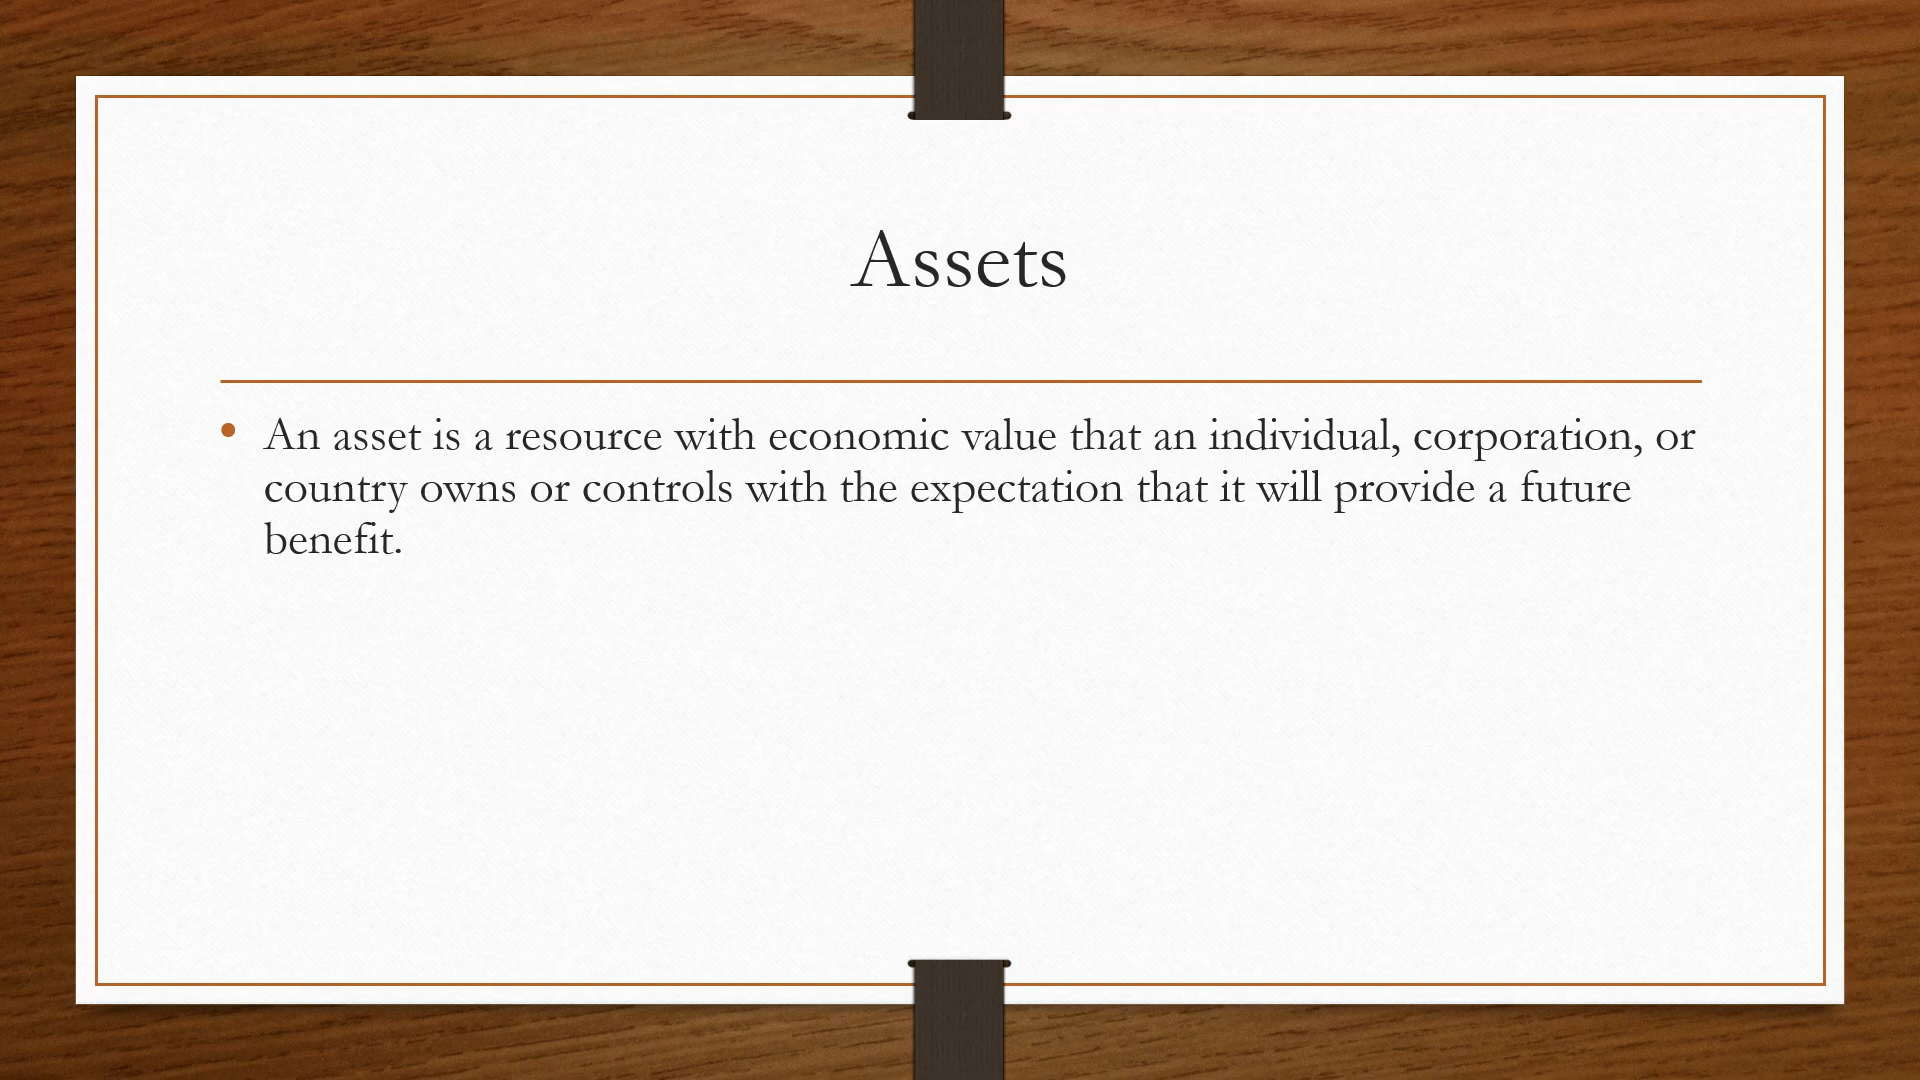 Assets
• An asset is a resource with economic value that an individual, corporation, or
country owns or controls with the expectation that it will provide a future
benefit.